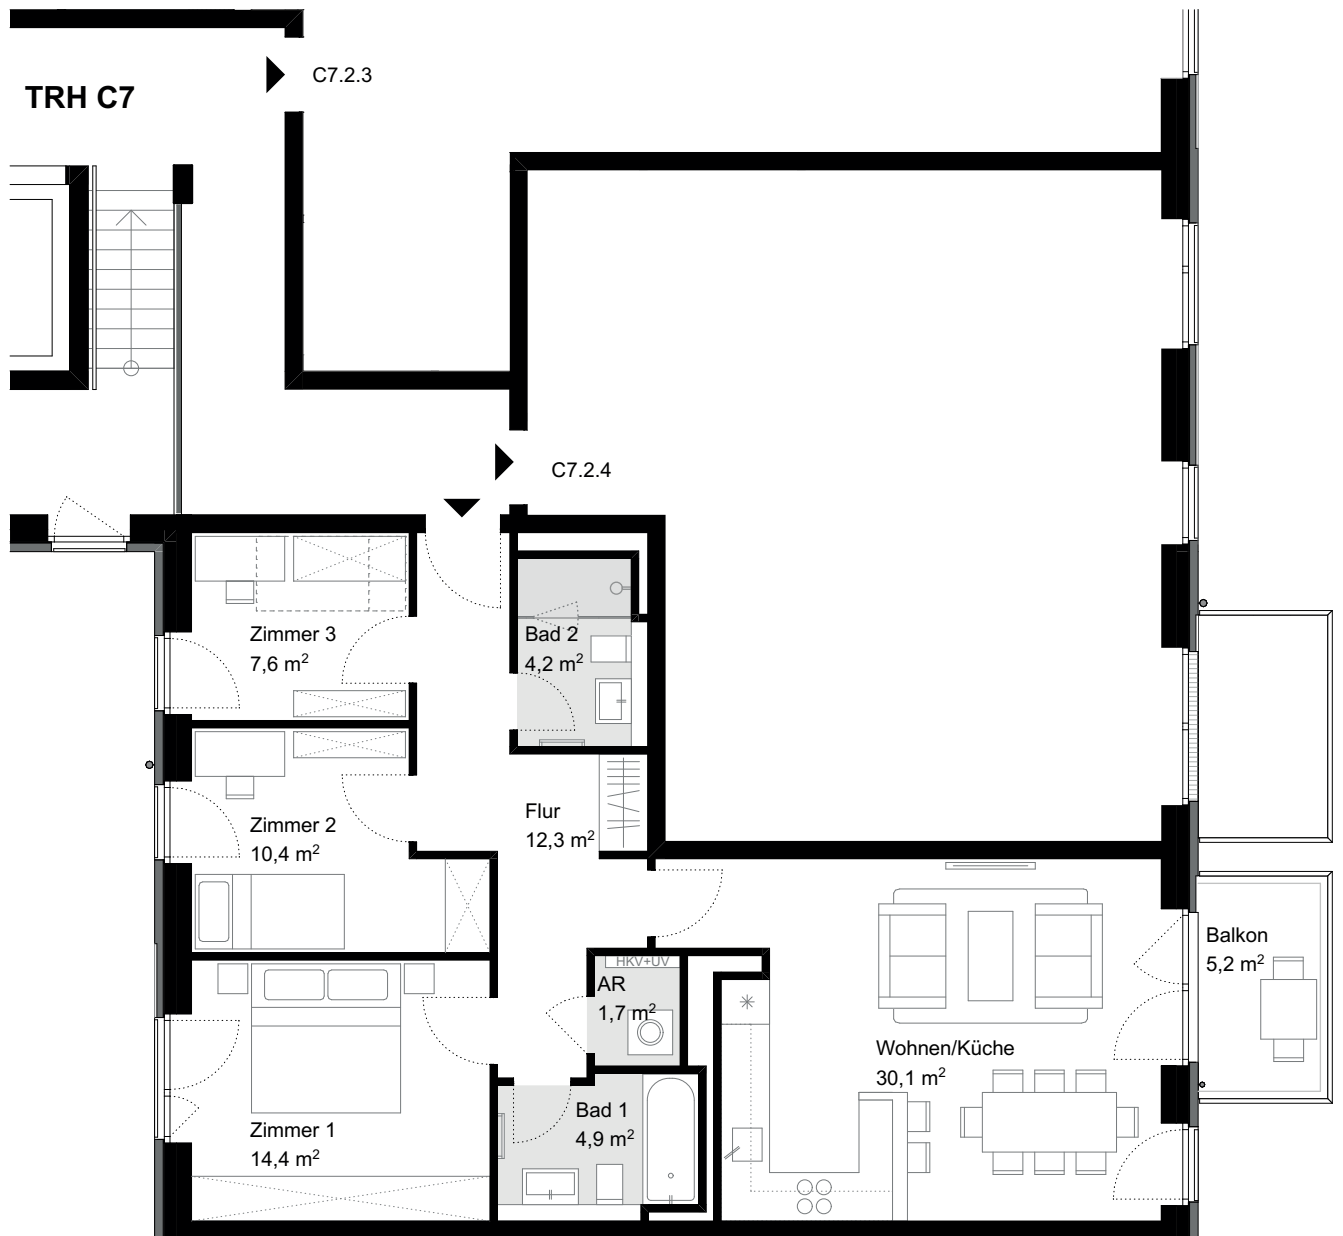 C7.2.3
TRH C7
C7.2.4
Zimmer 3
7,6 m²
Bad 2
4,2 m²
Zimmer 2
10,4 m²
Flur
12,3 m²
Balkon
5,2 m²
HKV+UV
AR
1,7 m²
Wohnen/Küche
30,1 m²
Zimmer 1
14,4 m²
Bad 1
4,9 m²